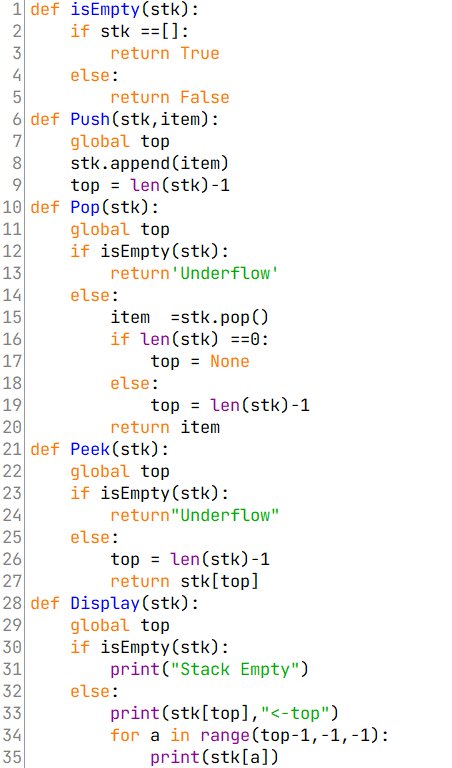 1 def isEmpty(stk):
2     if stk ==[]:
3         return True
4     else:
5         return False
6 def Push(stk,item):
7     global top
8     stk.append(item)
9     top = len(stk)-1
10 def Pop(stk):
11     global top
12     if isEmpty(stk):
13         return'Underflow'
14     else:
15         item  =stk.pop()
16         if len(stk) ==0:
17             top = None
18         else:
19             top = len(stk)-1
20         return item
21 def Peek(stk):
22     global top
23     if isEmpty(stk):
24         return"Underflow"
25     else:
26         top = len(stk)-1
27         return stk[top]
28 def Display(stk):
29     global top
30     if isEmpty(stk):
31         print("Stack Empty")
32     else:
33         print(stk[top],"<-top")
34         for a in range(top-1,-1,-1):
35             print(stk[a])